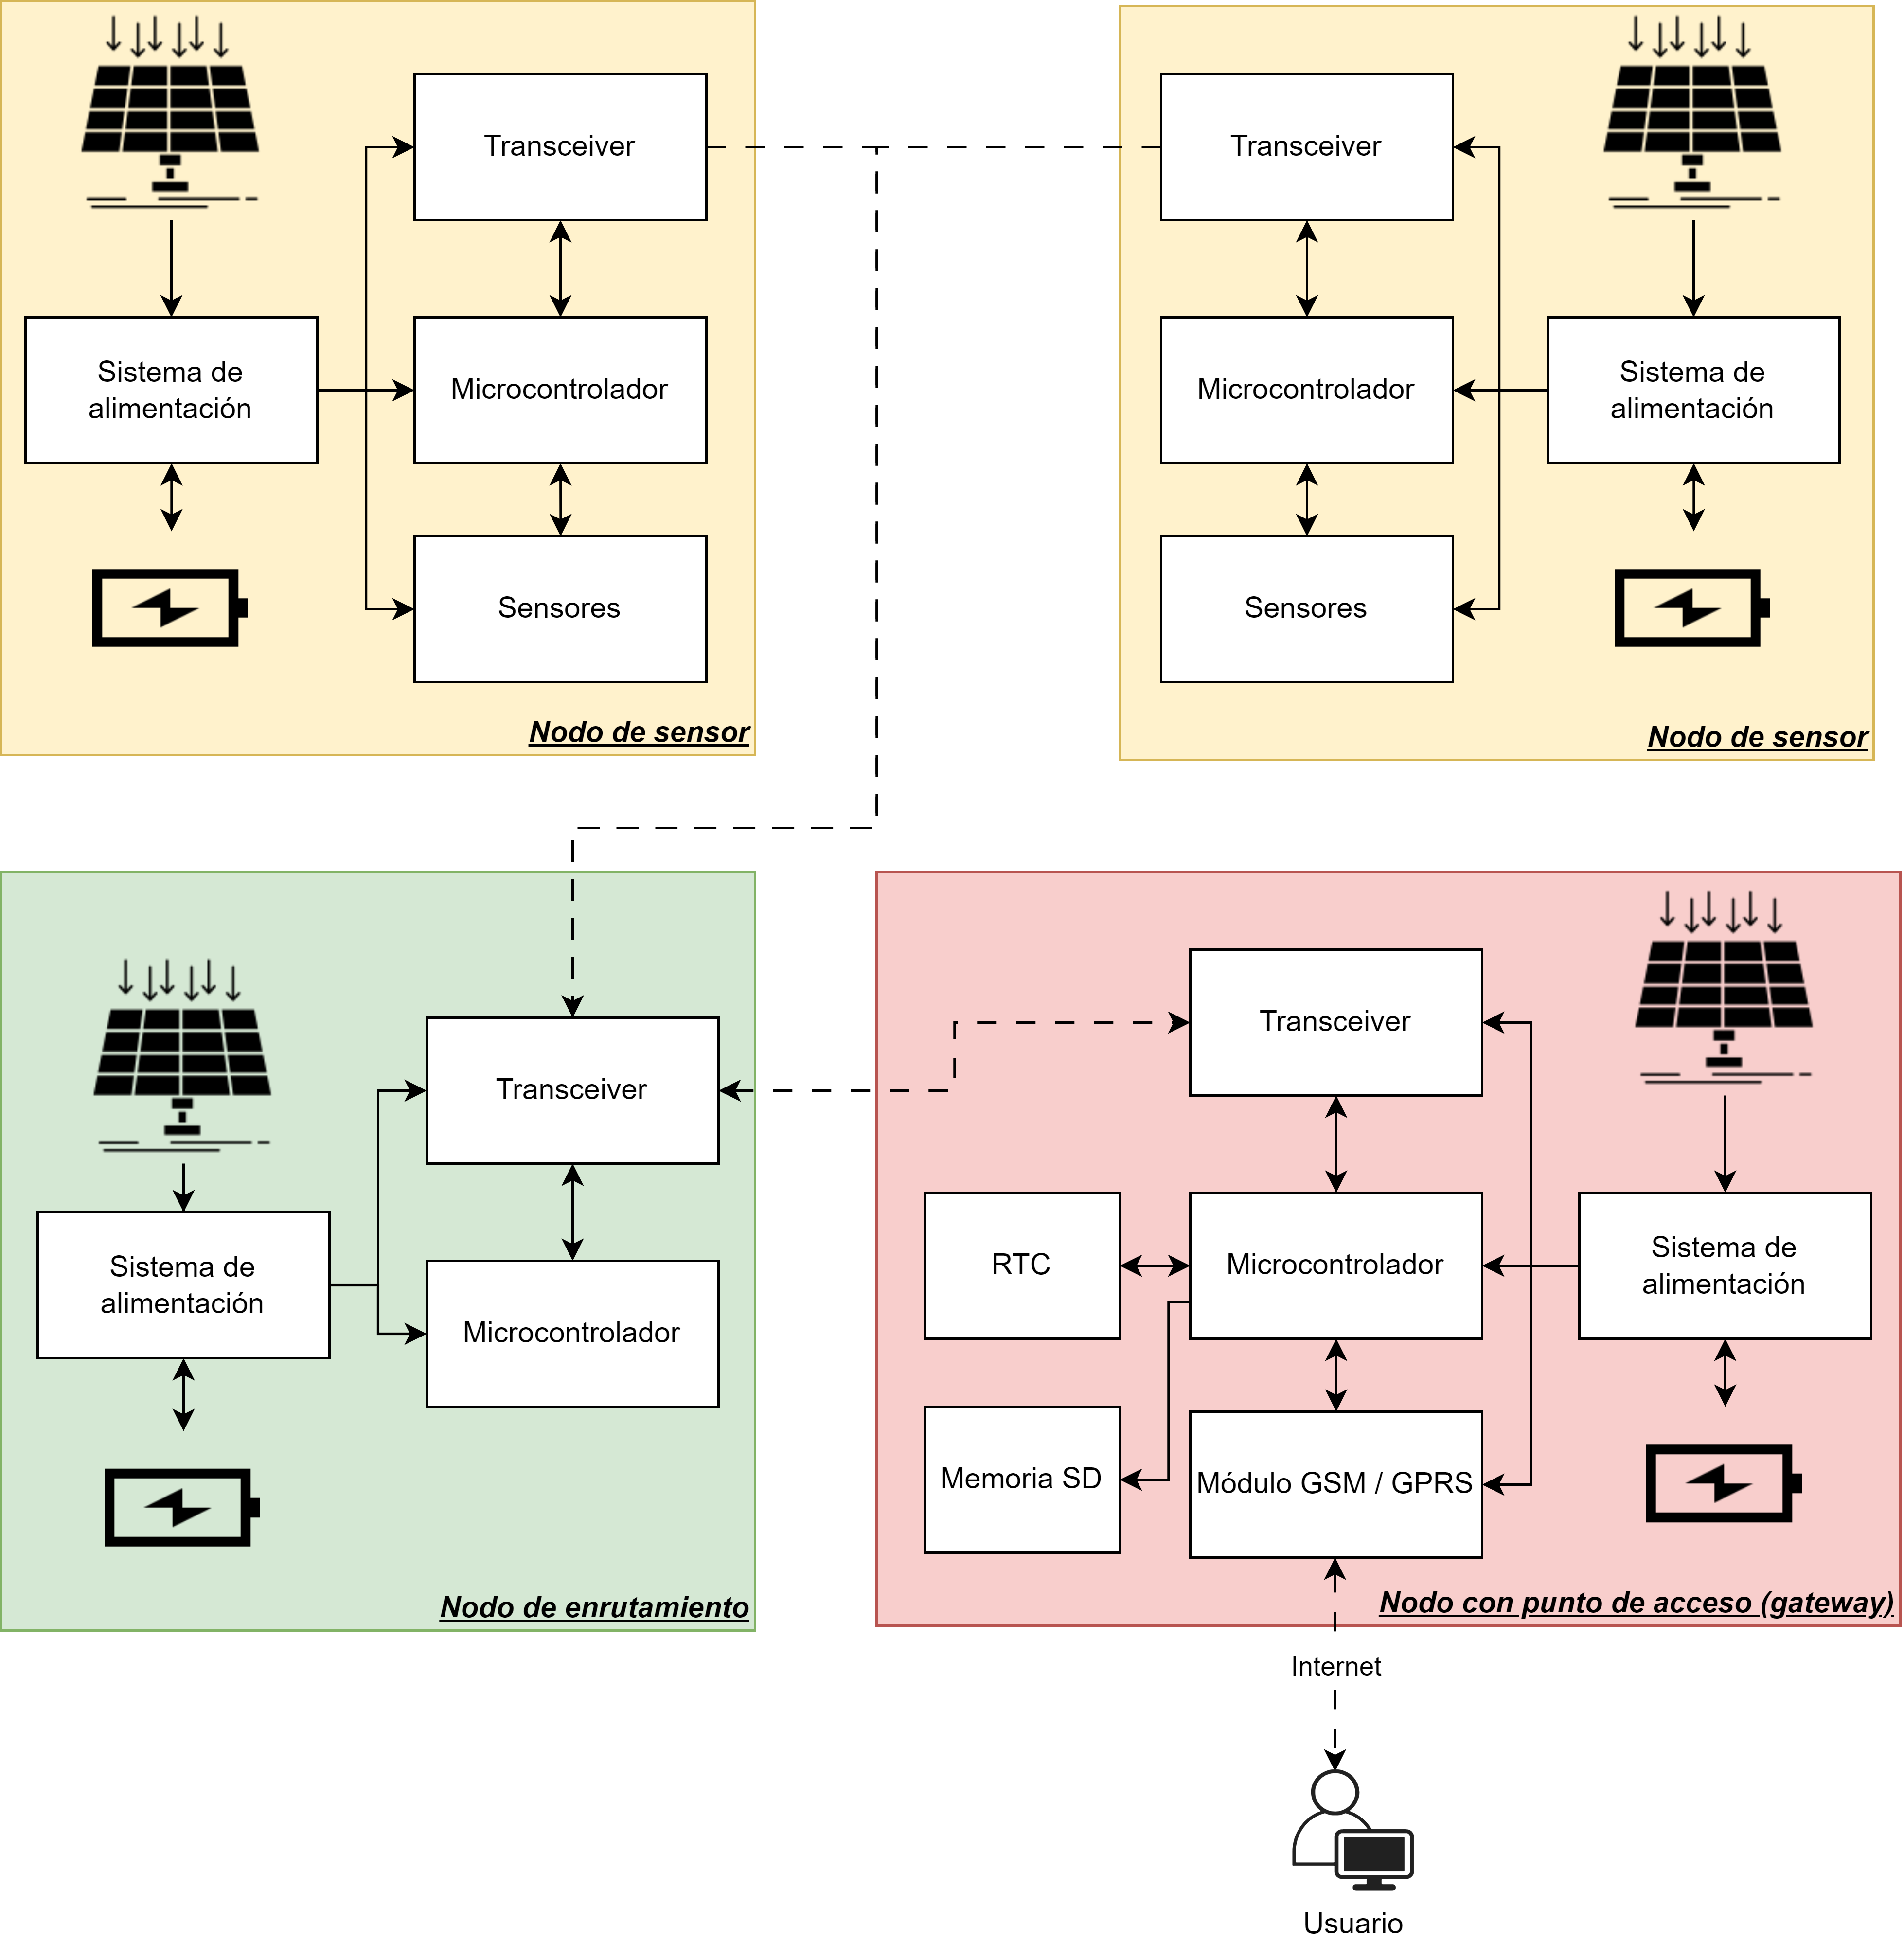 Transceiver
Sistema de
alimentación
Microcontrolador
Sensores
Nodo de sensor
Transceiver
Microcontrolador
Sistema de
alimentación
Sensores
Nodo de sensor
Transceiver
Sistema de
alimentación
Microcontrolador
Nodo de enrutamiento
Transceiver
RTC
Microcontrolador
Sistema de
alimentación
Memoria SD
Módulo GSM / GPRS
Nodo con punto de acceso (gateway)
Internet
Usuario